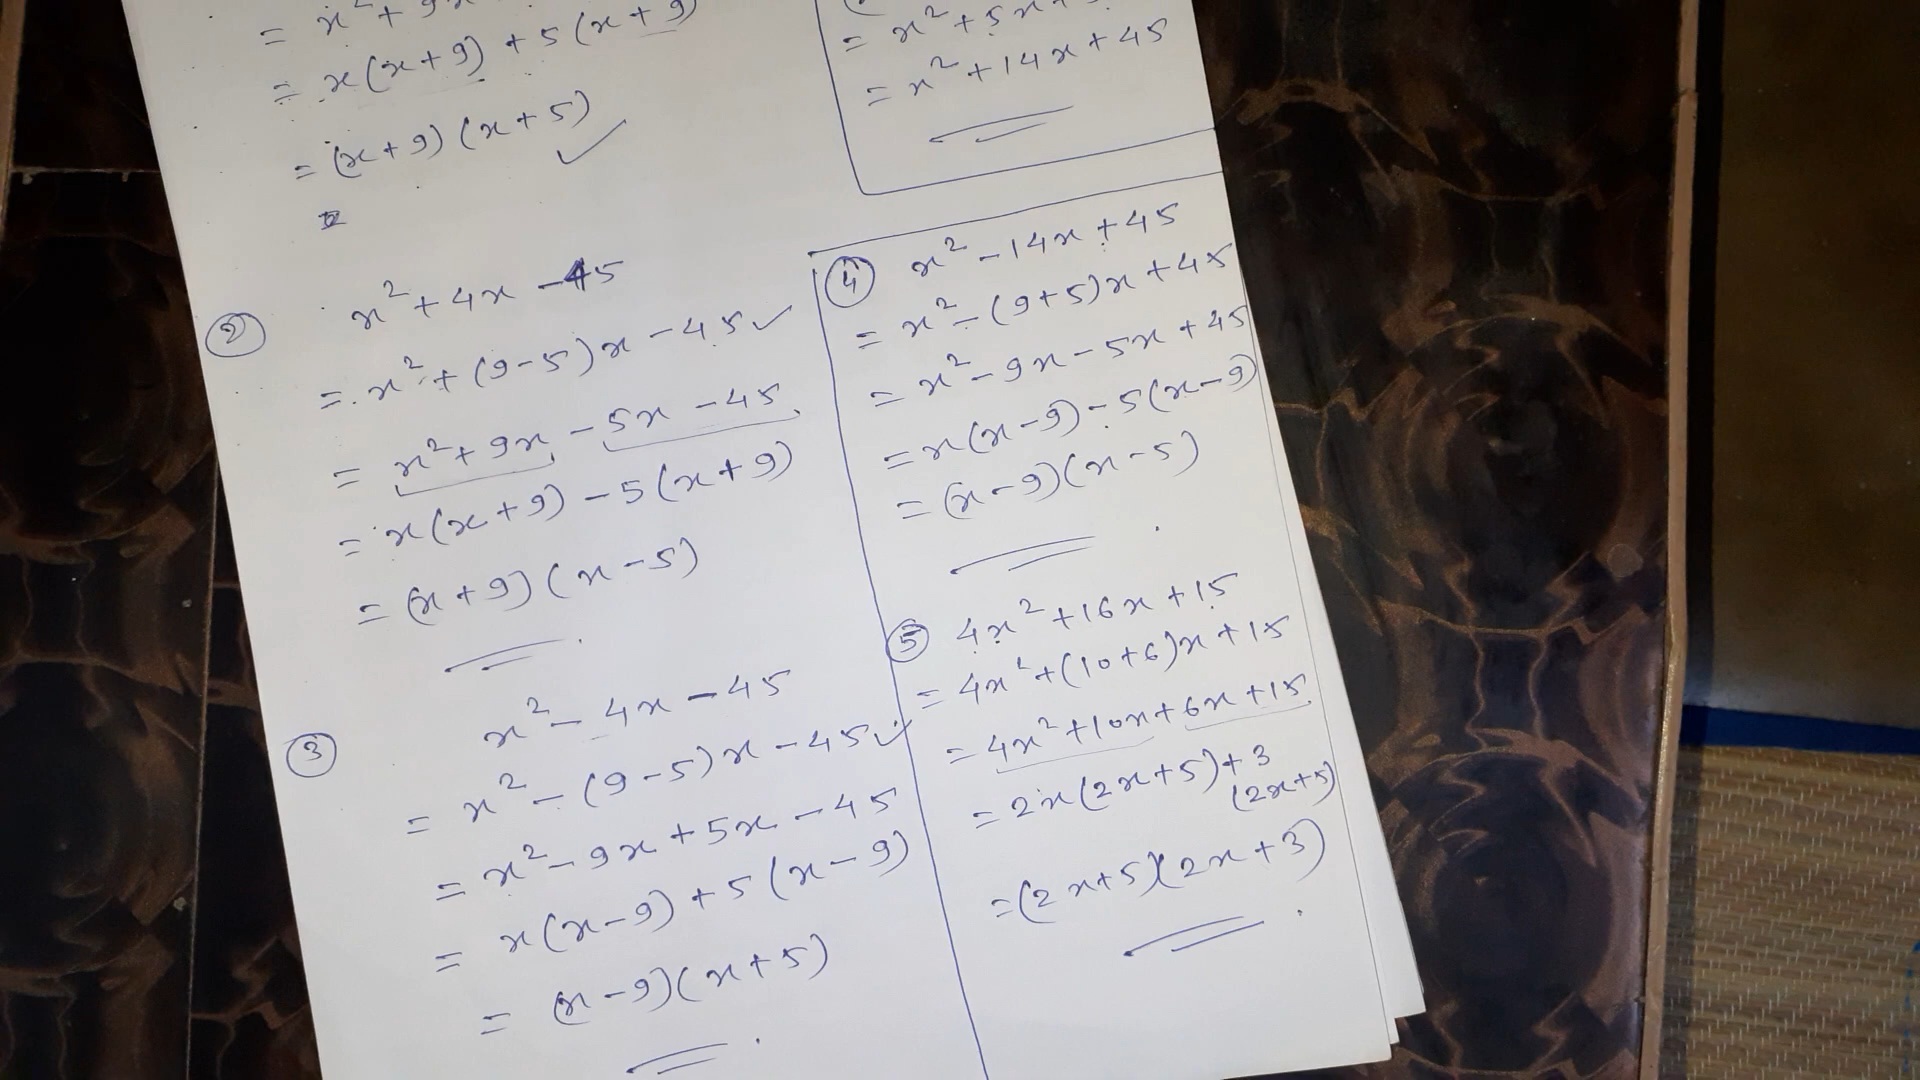 = x² + 9x
= x(x+9) + 5(x+9)
= (x+9)(x+5) ✓
= x² + 5x +
= x² + 14x + 45
② x² + 4x - 45
= x² + (9-5)x - 45 ✓
= x² + 9x - 5x - 45
= x(x+9) - 5(x+9)
= (x+9)(x-5)
③ x² - 4x - 45
= x² - (9-5)x - 45 ✓
= x² - 9x + 5x - 45
= x(x-9) + 5(x-9)
= (x-9)(x+5)
④ x² - 14x + 45
= x² - (9+5)x + 45
= x² - 9x - 5x + 45
= x(x-9) - 5(x-9)
= (x-9)(x-5)
⑤ 4x² + 16x + 15
= 4x² + (10+6)x + 15
= 4x² + 10x + 6x + 15
= 2x(2x+5) + 3
(2x+5)
= (2x+5)(2x+3)